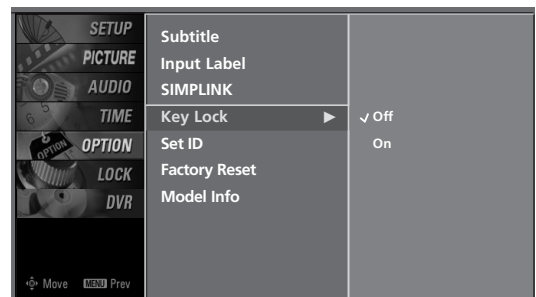 SETUP
PICTURE
AUDIO
TIME
OPTION
LOCK
DVR
Move MENU Prev
Subtitle
Input Label
SIMPLINK
Key Lock ▶
Set ID
Factory Reset
Model Info
✓ Off
On